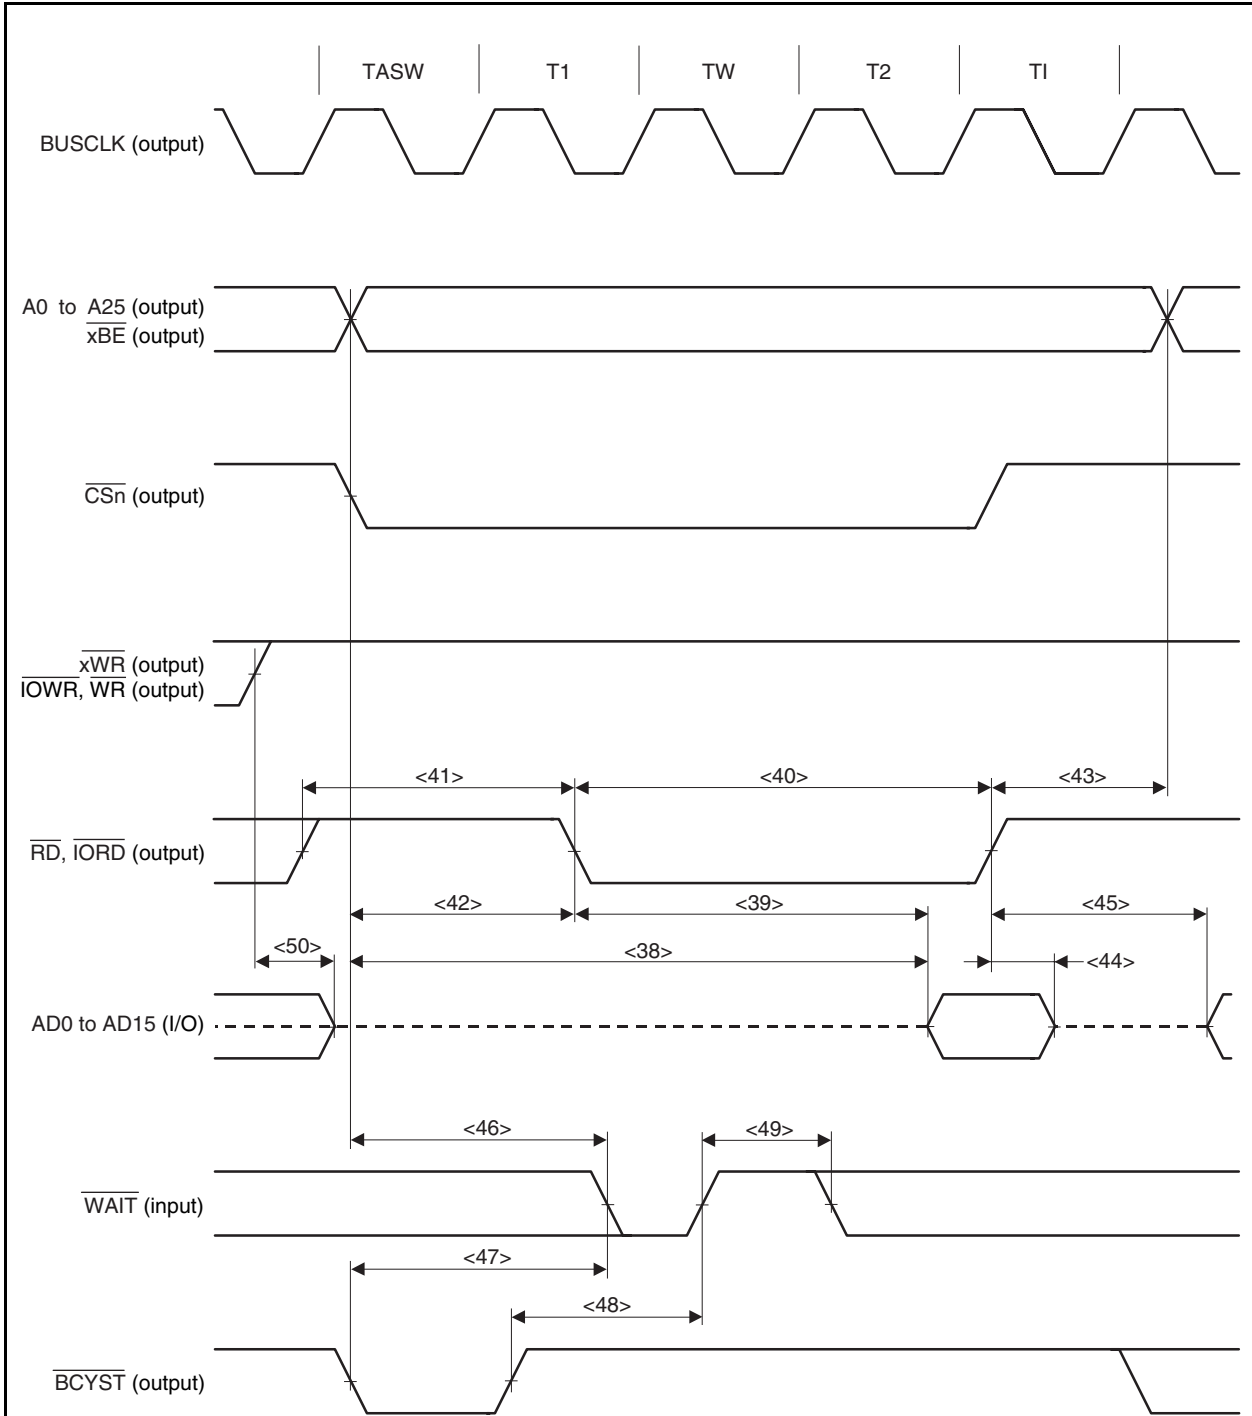 TASW T1 TW T2 TI
BUSCLK (output)
A0 to A25 (output)
xBE (output)
CSn (output)
xWR (output)
IOWR, WR (output)
<41> <40> <43>
RD, IORD (output)
<42> <39> <45>
<50> <38> <44>
AD0 to AD15 (I/O)
<46> <49>
WAIT (input)
<47>
<48>
BCYST (output)